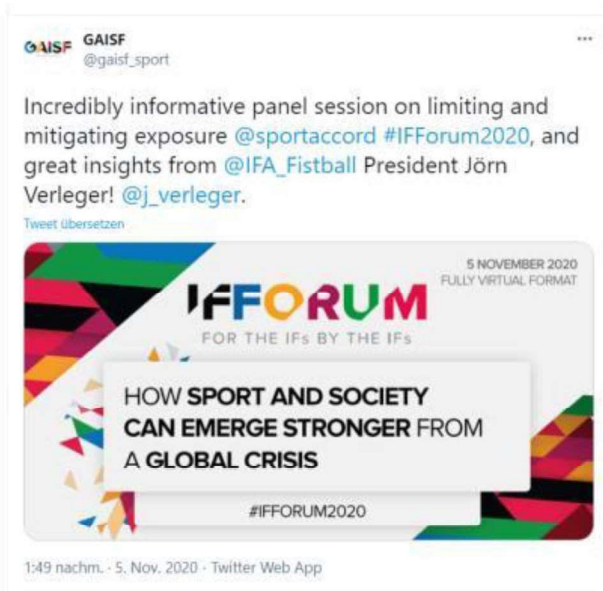 GAISF
GAISF
@gaisf_sport
Incredibly informative panel session on limiting and
mitigating exposure @sportaccord #IFForum2020, and
great insights from @IFA_Fistball President Jörn
Verleger! @j_verleger.
Tweet übersetzen
5 NOVEMBER 2020
FULLY VIRTUAL FORMAT
IFFORUM
FOR THE IFs BY THE IFs
HOW SPORT AND SOCIETY
CAN EMERGE STRONGER FROM
A GLOBAL CRISIS
#IFFORUM2020
1:49 nachm. · 5. Nov. 2020 · Twitter Web App